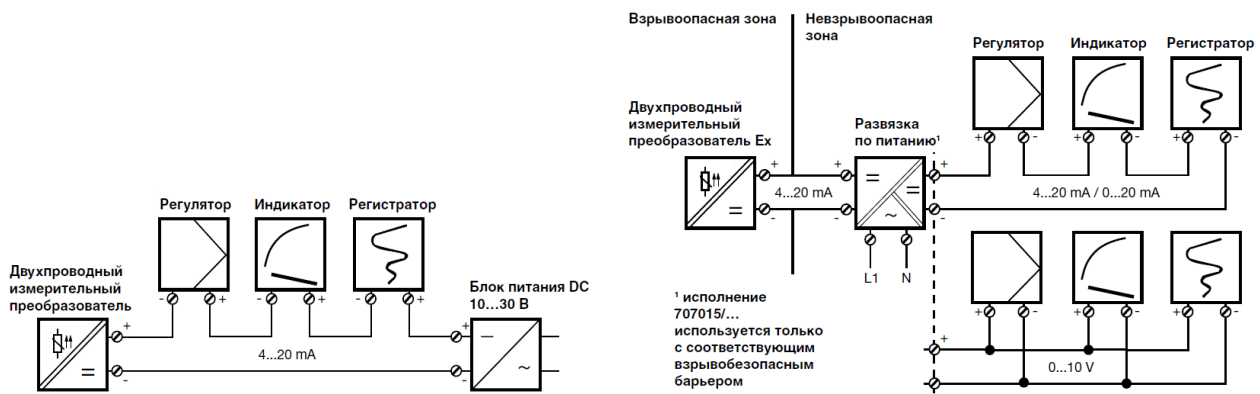 Регулятор Индикатор Регистратор
- + - + - +
Двухпроводный
измерительный
преобразователь
Блок питания DC
10...30 В
+ +
4...20 mA
- -
Взрывоопасная зона
Невзрывоопасная
зона
Регулятор Индикатор Регистратор
+ - + - + -
Двухпроводный
измерительный
преобразователь Ex
Развязка
по питанию¹
+ + +
4...20 mA
4...20 mA / 0...20 mA
- - -
L1 N
+ - + - + -
+
0...10 V
-
¹ исполнение
707015/...
используется только
с соответствующим
взрывобезопасным
барьером